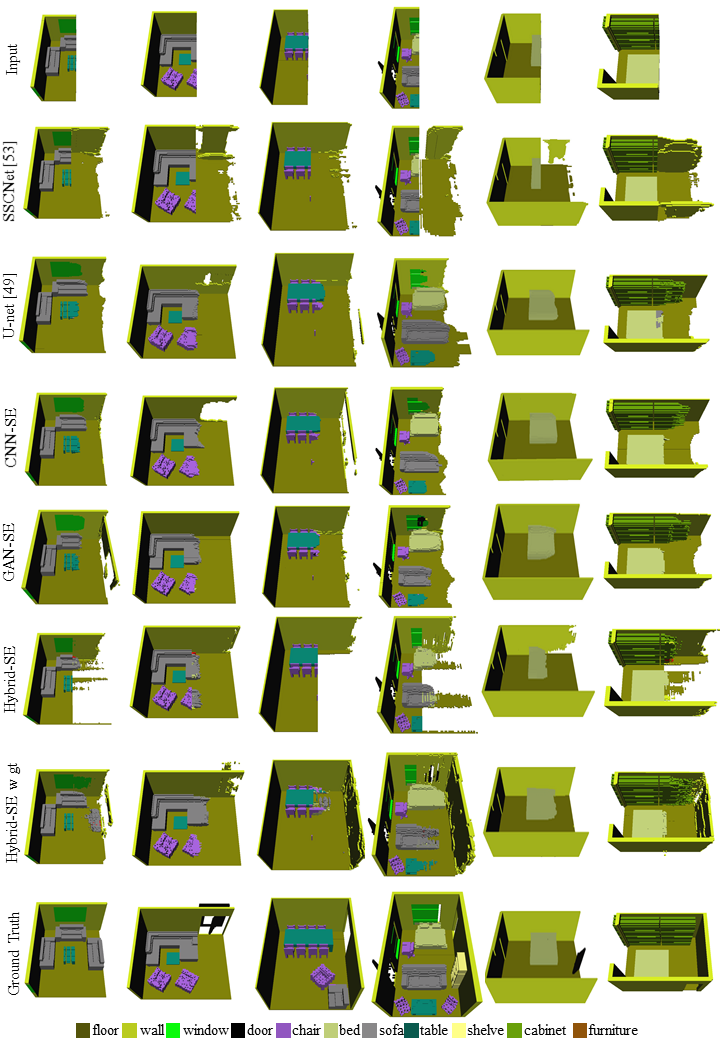 Input
SSCNet [53]
U-net [49]
CNN-SE
GAN-SE
Hybrid-SE
Hybrid-SE w gt
Ground Truth
floor wall window door chair bed sofa table shelve cabinet furniture